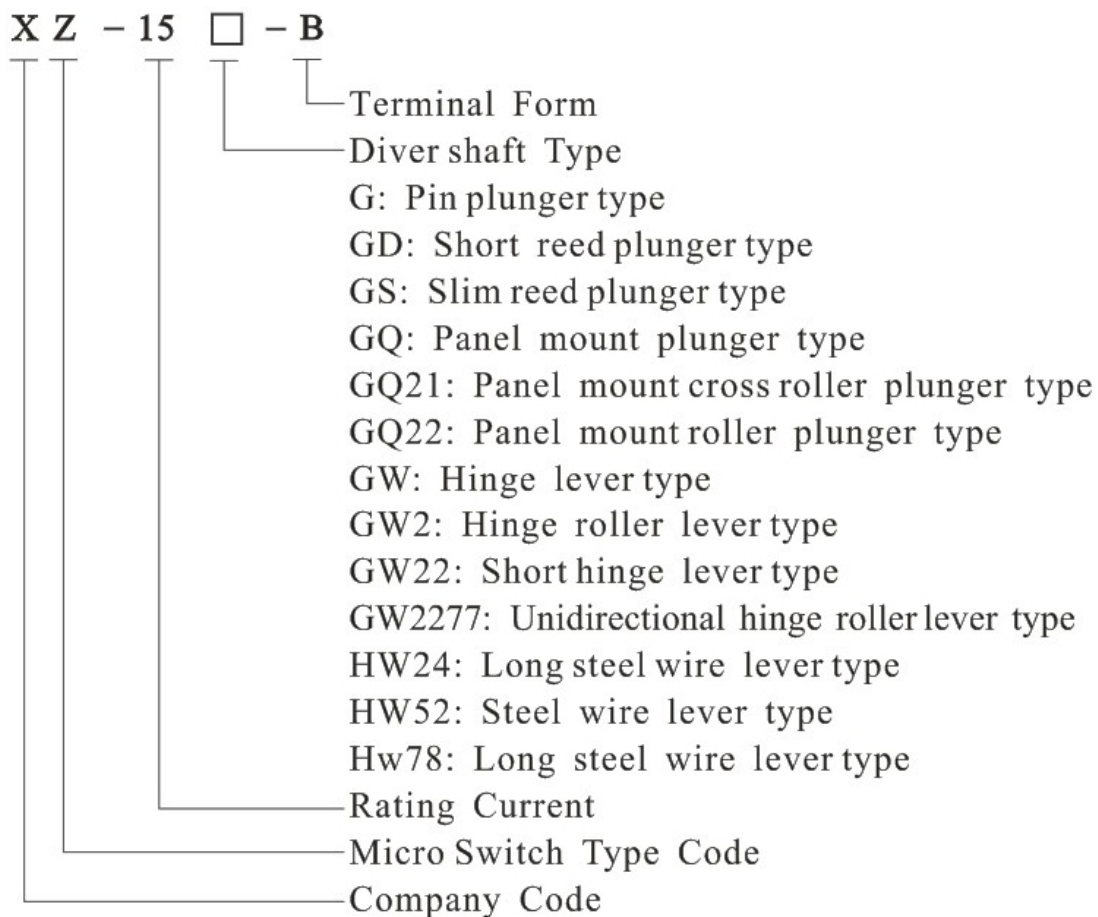 X Z - 15 □ - B
Terminal Form
Diver shaft Type
G: Pin plunger type
GD: Short reed plunger type
GS: Slim reed plunger type
GQ: Panel mount plunger type
GQ21: Panel mount cross roller plunger type
GQ22: Panel mount roller plunger type
GW: Hinge lever type
GW2: Hinge roller lever type
GW22: Short hinge lever type
GW2277: Unidirectional hinge roller lever type
HW24: Long steel wire lever type
HW52: Steel wire lever type
Hw78: Long steel wire lever type
Rating Current
Micro Switch Type Code
Company Code